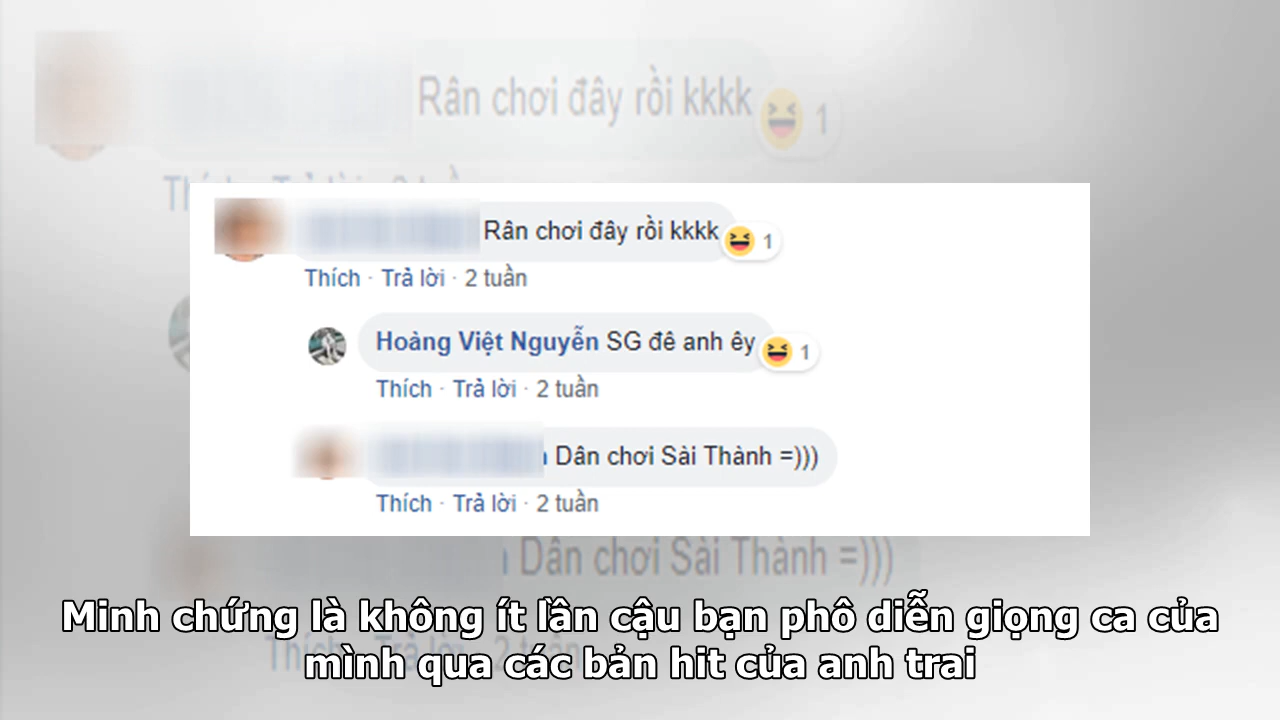 Rân chơi đây rồi kkkk 1
Rân chơi đây rồi kkkk 1
Thích · Trả lời · 2 tuần
Hoàng Việt Nguyễn SG đê anh êy 1
Thích · Trả lời · 2 tuần
Dân chơi Sài Thành =)))
Thích · Trả lời · 2 tuần
Dân chơi Sài Thành =)))
Minh chứng là không ít lần cậu bạn phô diễn giọng ca của
mình qua các bản hit của anh trai